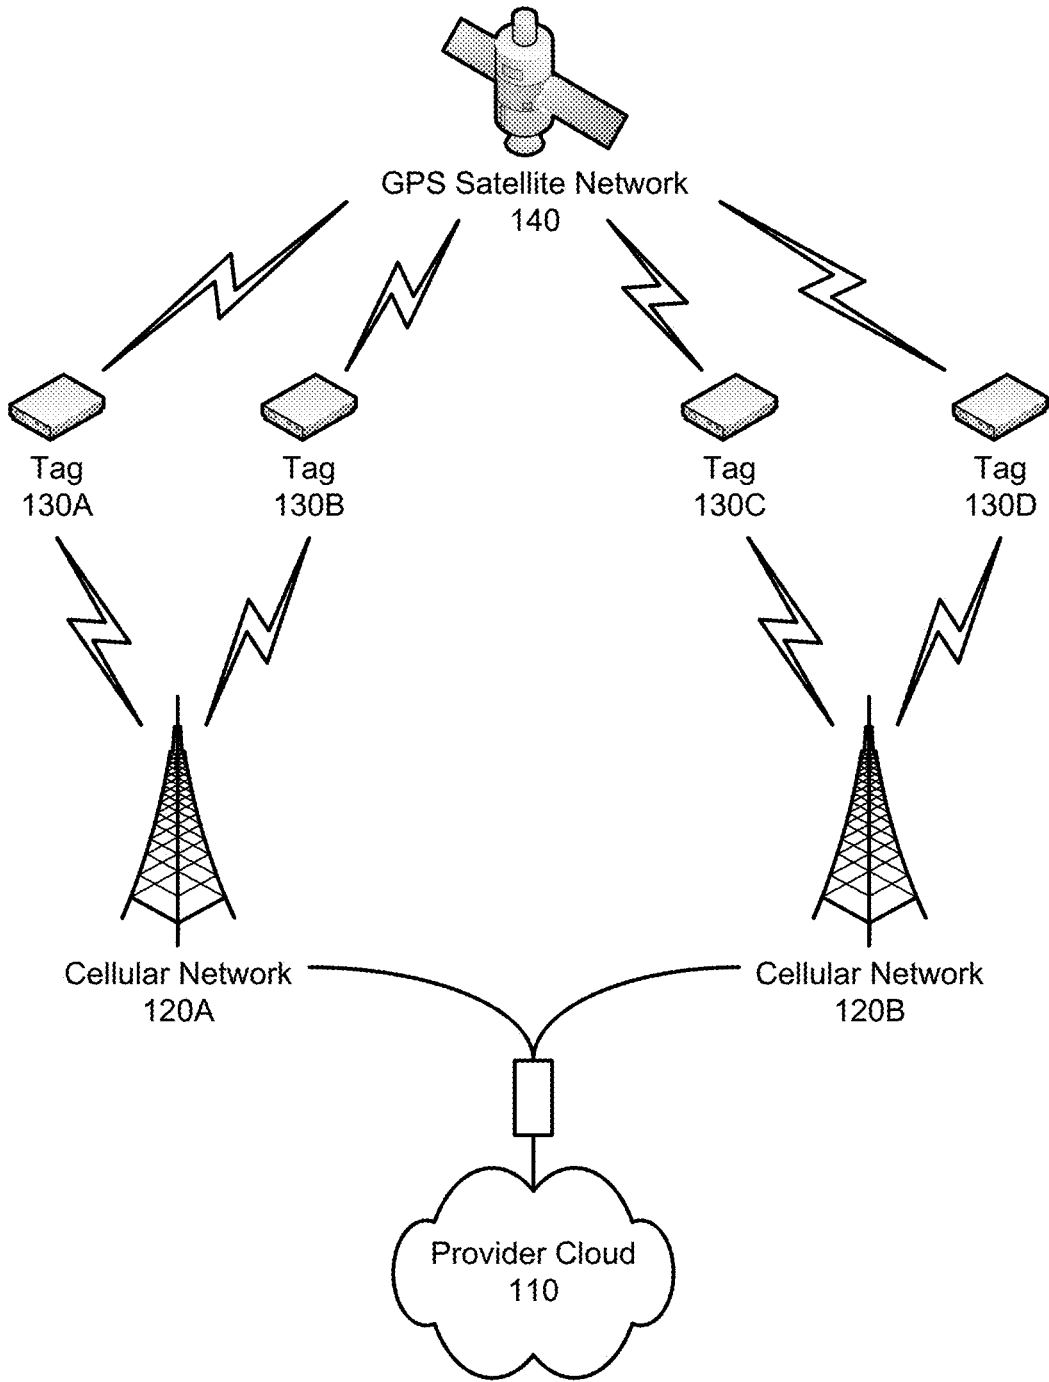 GPS Satellite Network
140
Tag
130A
Tag
130B
Tag
130C
Tag
130D
Cellular Network
120A
Cellular Network
120B
Provider Cloud
110